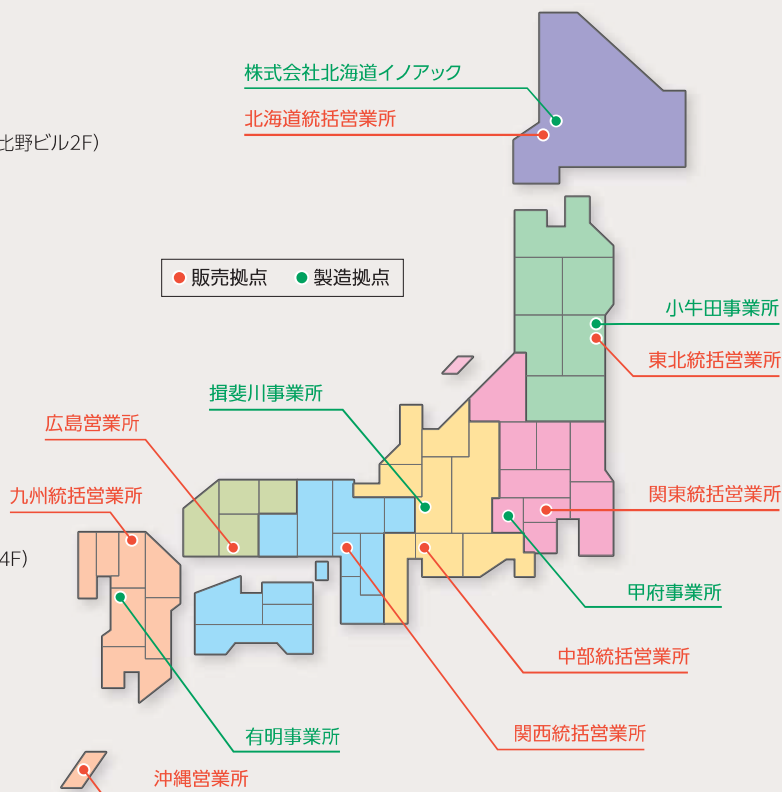 株式会社北海道イノアック
北海道統括営業所
比野ビル2F)
販売拠点 製造拠点
小牛田事業所
東北統括営業所
揖斐川事業所
広島営業所
九州統括営業所
関東統括営業所
4F)
甲府事業所
中部統括営業所
関西統括営業所
有明事業所
沖縄営業所